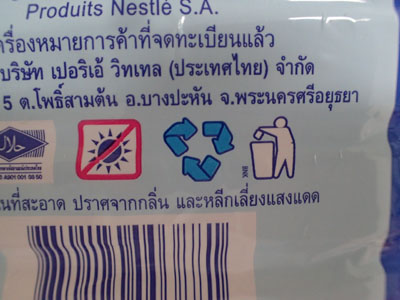 Produits Nestlé S.A.
ครื่องหมายการค้าที่จดทะเบียนแล้ว
บริษัท เปอริเอ้ วิทเทล (ประเทศไทย) จำกัด
5 ต.โพธิ์สามต้น อ.บางปะหัน จ.พระนครศรีอยุธยา
حلال
BNK
นที่สะอาด ปราศจากกลิ่น และหลีกเลี่ยงแสงแดด